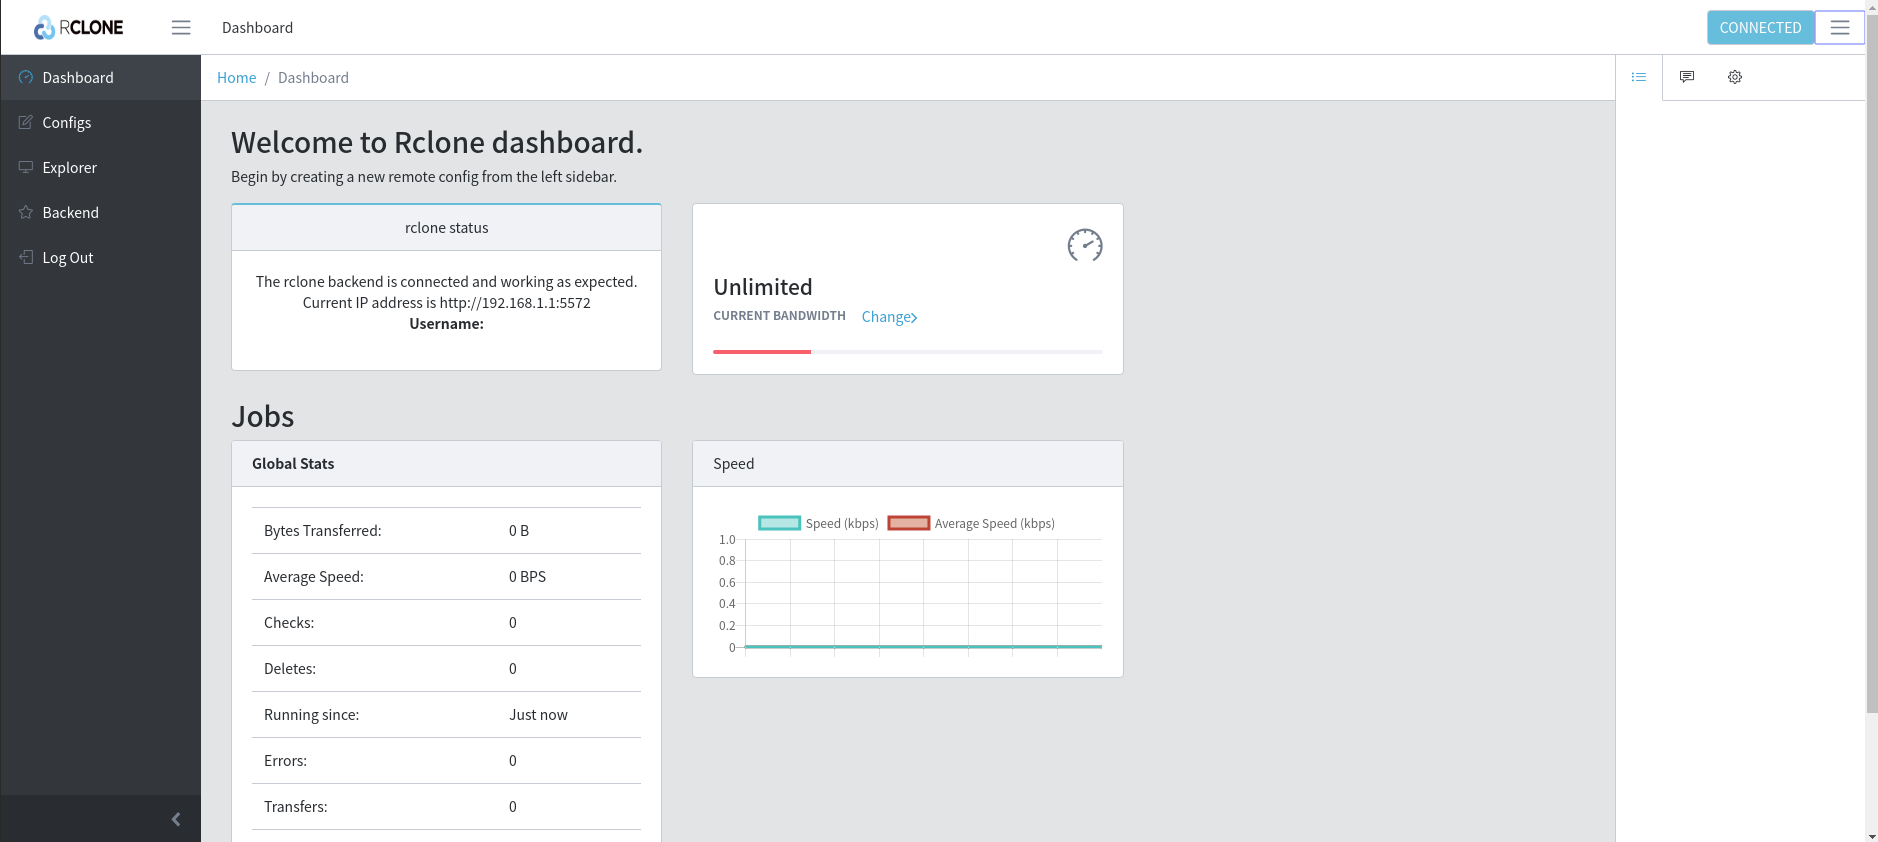 RCLONE
Dashboard
CONNECTED
Dashboard
Configs
Explorer
Backend
Log Out
Home / Dashboard
Welcome to Rclone dashboard.
Begin by creating a new remote config from the left sidebar.
rclone status
The rclone backend is connected and working as expected.
Current IP address is http://192.168.1.1:5572
Username:
Unlimited
CURRENT BANDWIDTH Change
Jobs
Global Stats
Bytes Transferred: 0 B
Average Speed: 0 BPS
Checks: 0
Deletes: 0
Running since: Just now
Errors: 0
Transfers: 0
Speed
Speed (kbps) Average Speed (kbps)
1.0
0.8
0.6
0.4
0.2
0